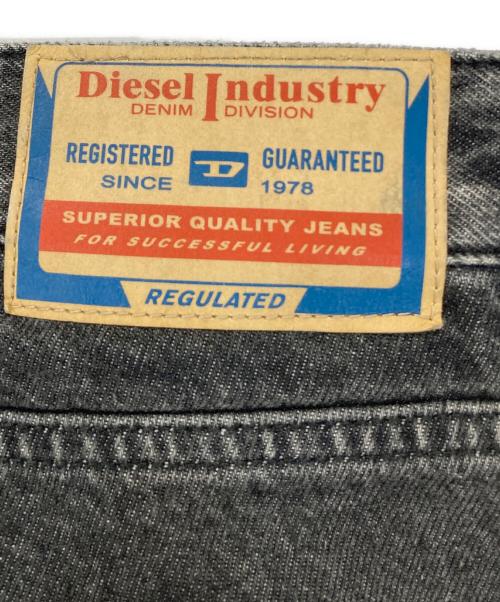 Diesel Industry
DENIM DIVISION
REGISTERED D GUARANTEED
SINCE 1978
SUPERIOR QUALITY JEANS
FOR SUCCESSFUL LIVING
REGULATED